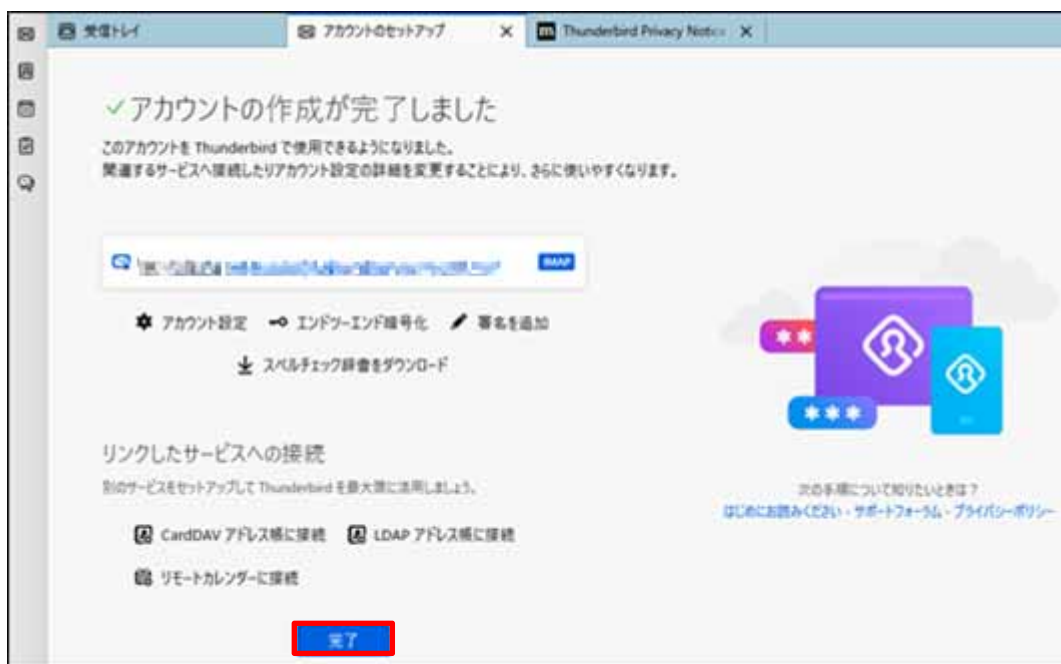 受信トレイ
アカウントのセットアップ
Thunderbird Privacy Notice
アカウントの作成が完了しました
このアカウントを Thunderbird で使用できるようになりました。
関連するサービスへ接続したりアカウント設定の詳細を変更することにより、さらに使いやすくなります。
IMAP
アカウント設定 エンドツーエンド暗号化 署名を追加
スペルチェック辞書をダウンロード
リンクしたサービスへの接続
別のサービスをセットアップして Thunderbird を最大限に活用しましょう。
CardDAV アドレス帳に接続 LDAP アドレス帳に接続
リモートカレンダーに接続
完了
***
次の手順について知りたいときは?
はじめにお読みください - サポートフォーラム - プライバシーポリシー